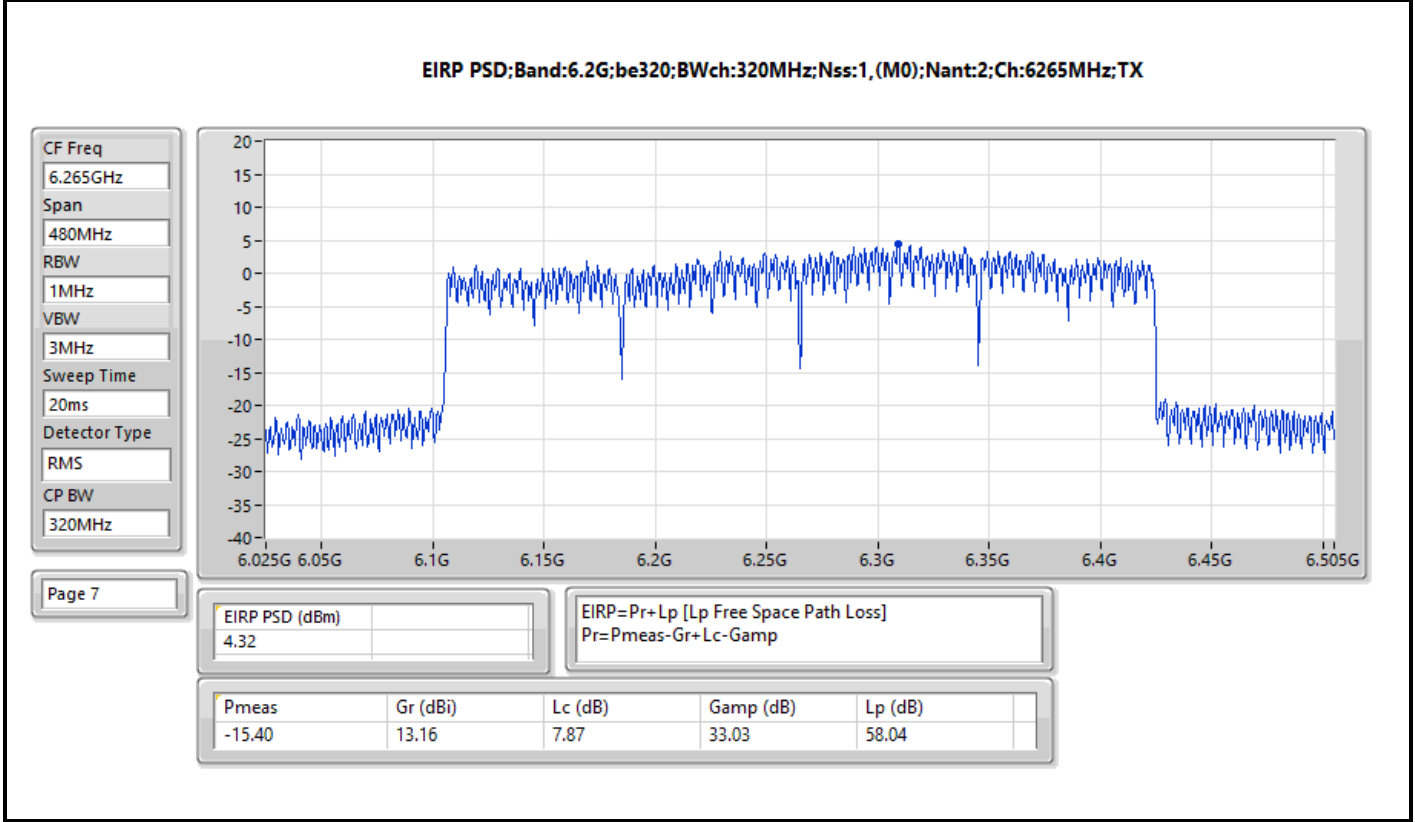 EIRP PSD;Band:6.2G;be320;BWch:320MHz;Nss:1,(M0);Nant:2;Ch:6265MHz;TX
CF Freq
6.265GHz
Span
480MHz
RBW
1MHz
VBW
3MHz
Sweep Time
20ms
Detector Type
RMS
CP BW
320MHz
Page 7
20
15
10
5
0
-5
-10
-15
-20
-25
-30
-35
-40
6.025G 6.05G 6.1G 6.15G 6.2G 6.25G 6.3G 6.35G 6.4G 6.45G 6.505G
EIRP PSD (dBm)
4.32
EIRP=Pr+Lp [Lp Free Space Path Loss]
Pr=Pmeas-Gr+Lc-Gamp
Pmeas Gr (dBi) Lc (dB) Gamp (dB) Lp (dB)
-15.40 13.16 7.87 33.03 58.04